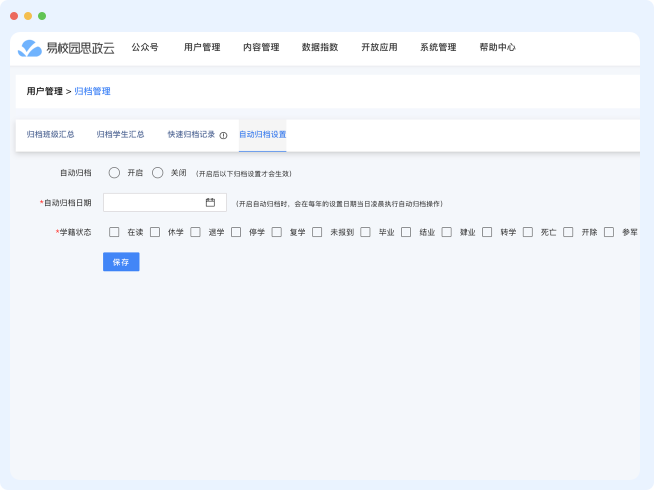 易校园思政云 公众号 用户管理 内容管理 数据指数 开放应用 系统管理 帮助中心
用户管理 > 归档管理
归档班级汇总 归档学生汇总 快速归档记录 自动归档设置
自动归档 开启 关闭 (开启后以下归档设置才会生效)
*自动归档日期 (开启自动归档时，会在每年的设置日期当日凌晨执行自动归档操作)
*学籍状态 在读 休学 退学 停学 复学 未报到 毕业 结业 肄业 转学 死亡 开除 参军
保存